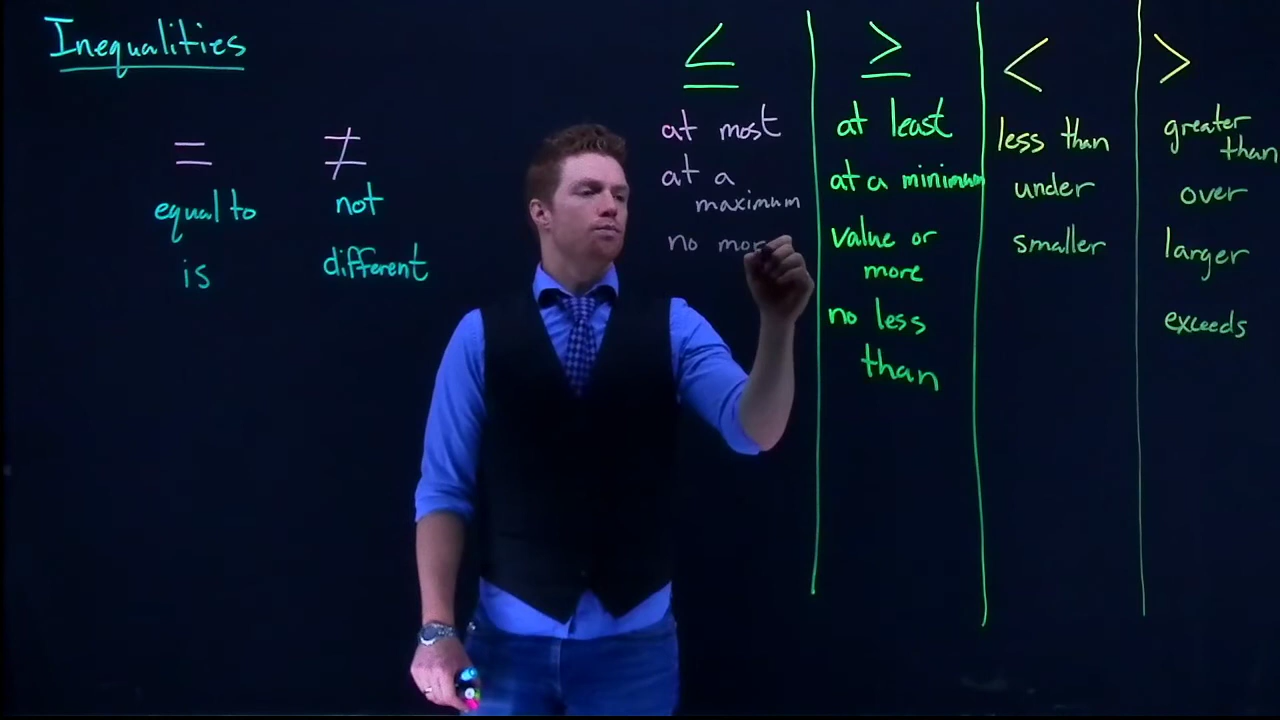 Inequalities
=
equal to
is
≠
not
different
≤
at most
at a
maximum
no more
≥
at least
at a minimum
value or
more
no less
than
<
less than
under
smaller
>
greater
than
over
larger
exceeds